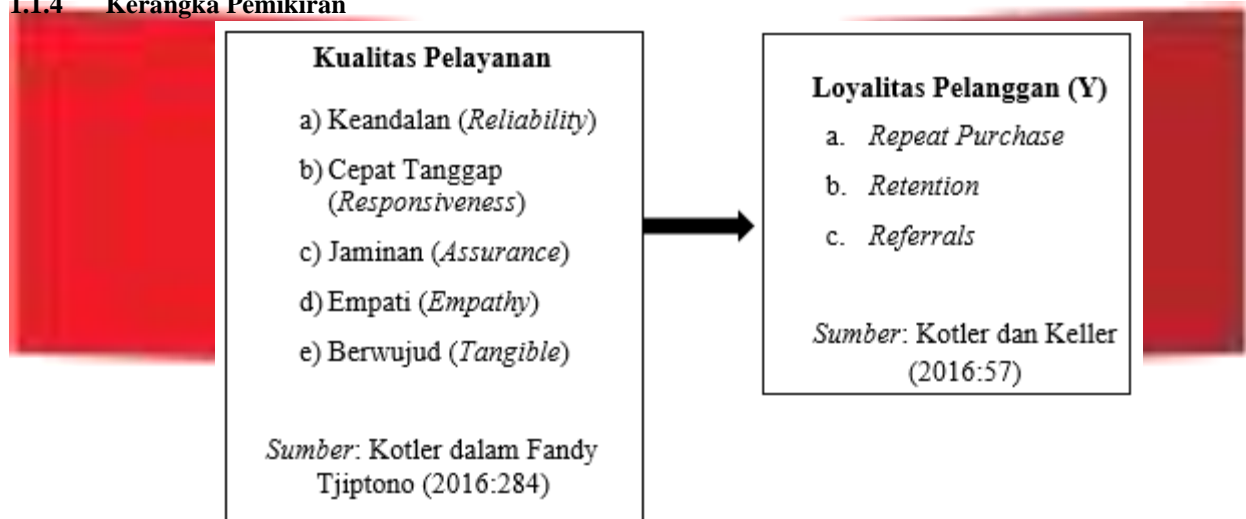 1.1.4 Kerangka Pemikiran
Kualitas Pelayanan
a) Keandalan (Reliability)
b) Cepat Tanggap
(Responsiveness)
c) Jaminan (Assurance)
d) Empati (Empathy)
e) Berwujud (Tangible)
Sumber: Kotler dalam Fandy
Tjiptono (2016:284)
Loyalitas Pelanggan (Y)
a. Repeat Purchase
b. Retention
c. Referrals
Sumber: Kotler dan Keller
(2016:57)